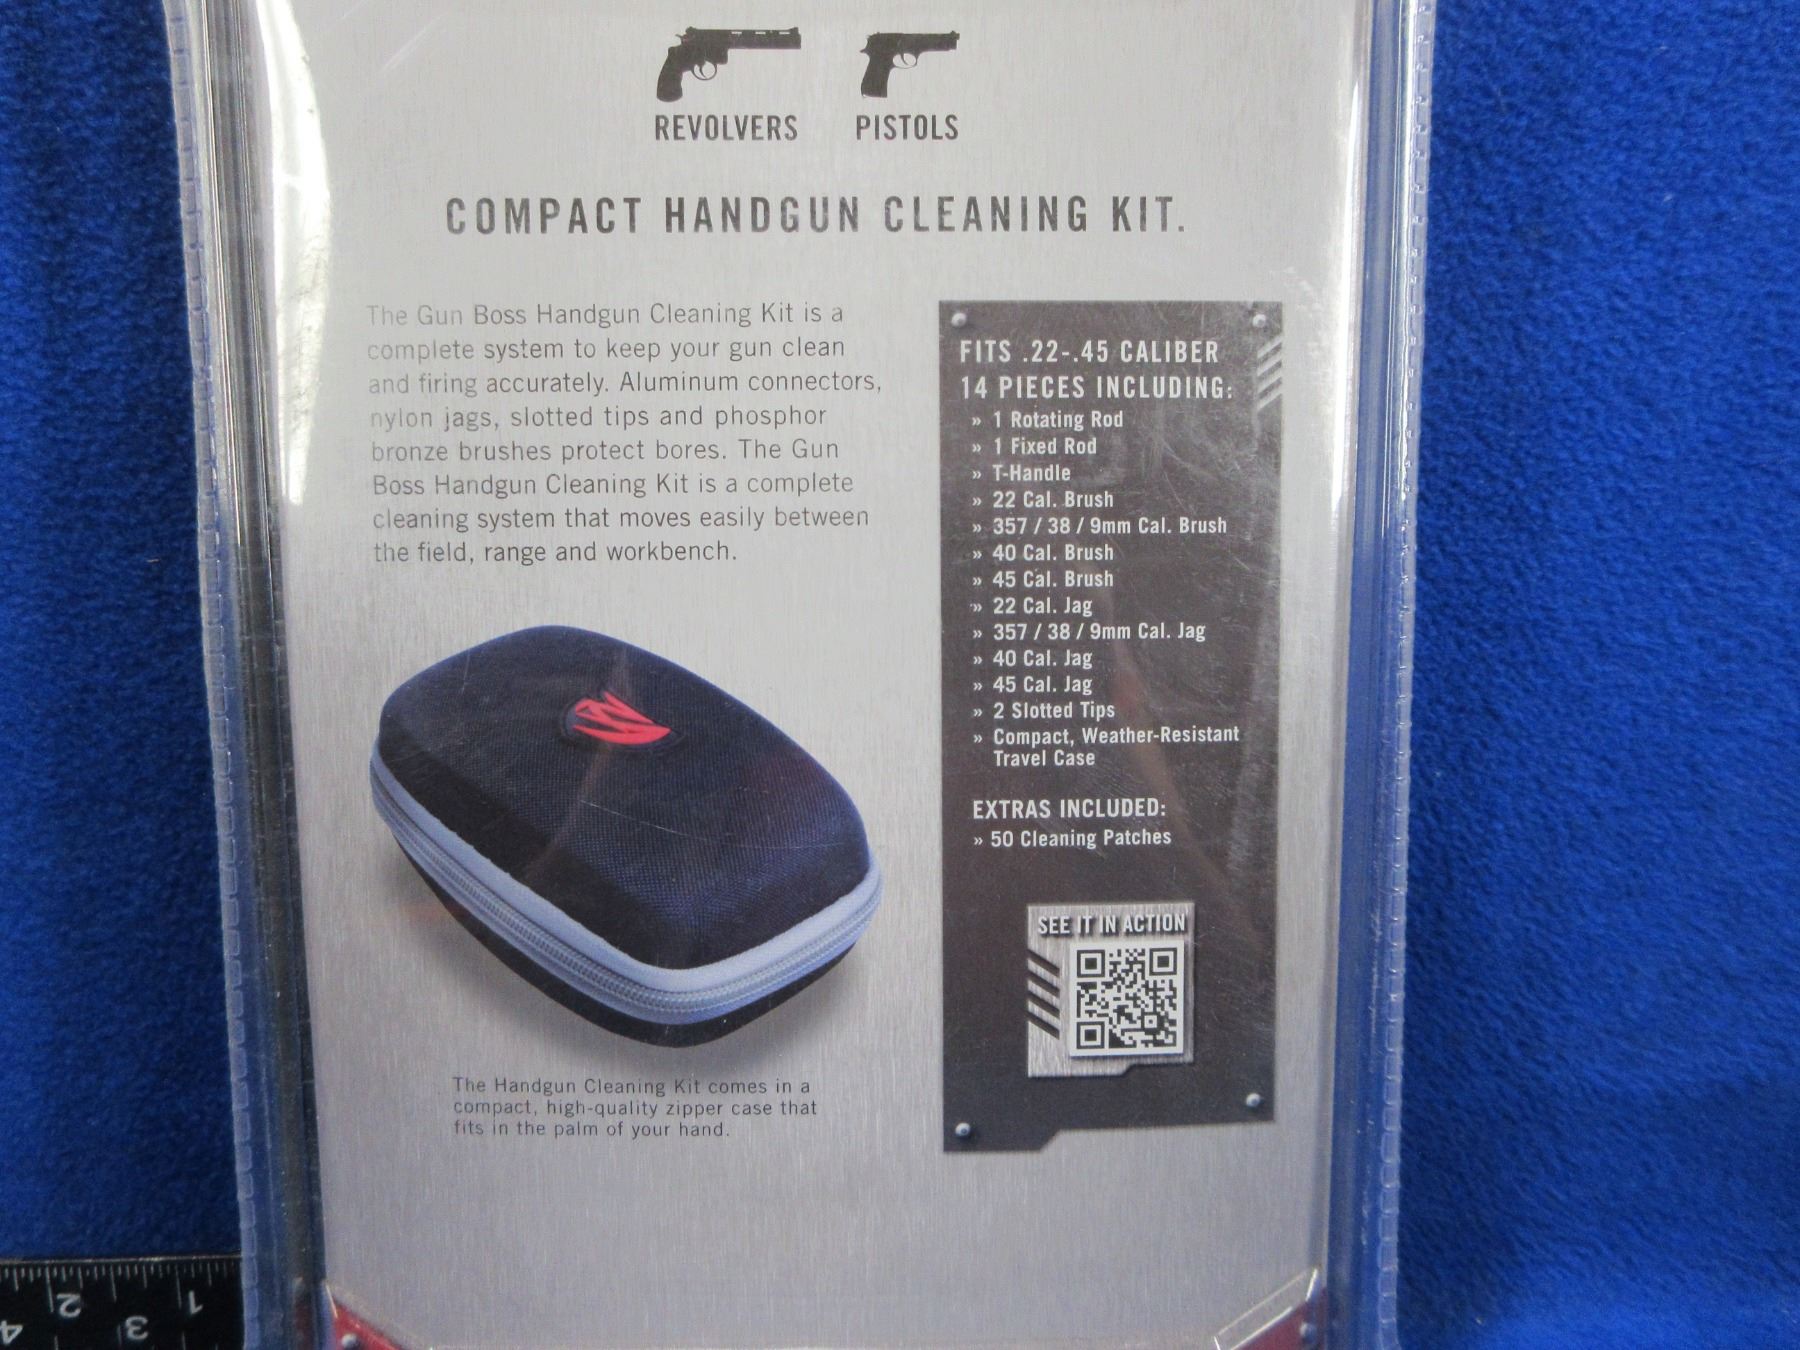 REVOLVERS PISTOLS
COMPACT HANDGUN CLEANING KIT.
The Gun Boss Handgun Cleaning Kit is a
complete system to keep your gun clean
and firing accurately. Aluminum connectors,
nylon jags, slotted tips and phosphor
bronze brushes protect bores. The Gun
Boss Handgun Cleaning Kit is a complete
cleaning system that moves easily between
the field, range and workbench.
The Handgun Cleaning Kit comes in a
compact, high-quality zipper case that
fits in the palm of your hand.
FITS .22-.45 CALIBER
14 PIECES INCLUDING:
» 1 Rotating Rod
» 1 Fixed Rod
» T-Handle
» 22 Cal. Brush
» 357 / 38 / 9mm Cal. Brush
» 40 Cal. Brush
» 45 Cal. Brush
» 22 Cal. Jag
» 357 / 38 / 9mm Cal. Jag
» 40 Cal. Jag
» 45 Cal. Jag
» 2 Slotted Tips
» Compact, Weather-Resistant
Travel Case
EXTRAS INCLUDED:
» 50 Cleaning Patches
SEE IT IN ACTION
2 1
4 3